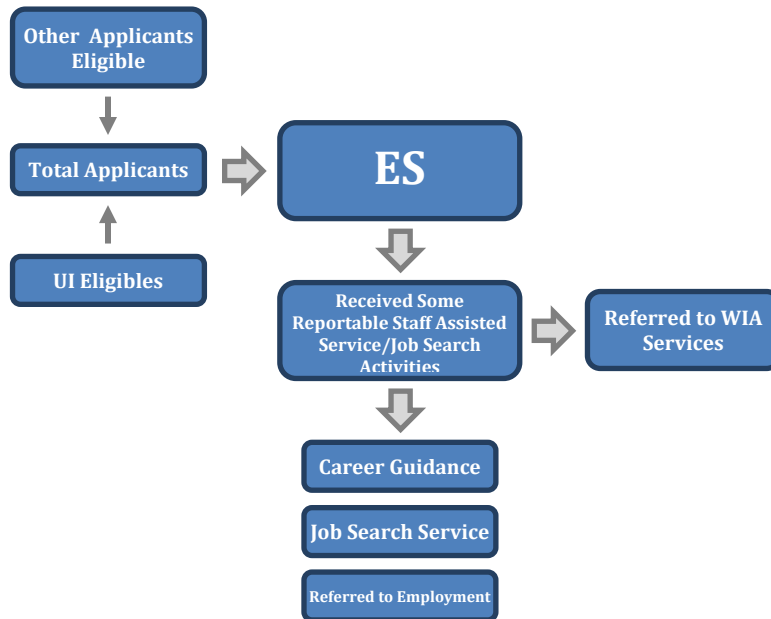 Other Applicants
Eligible
Total Applicants
ES
UI Eligibles
Received Some
Reportable Staff Assisted
Service/Job Search
Activities
Referred to WIA
Services
Career Guidance
Job Search Service
Referred to Employment